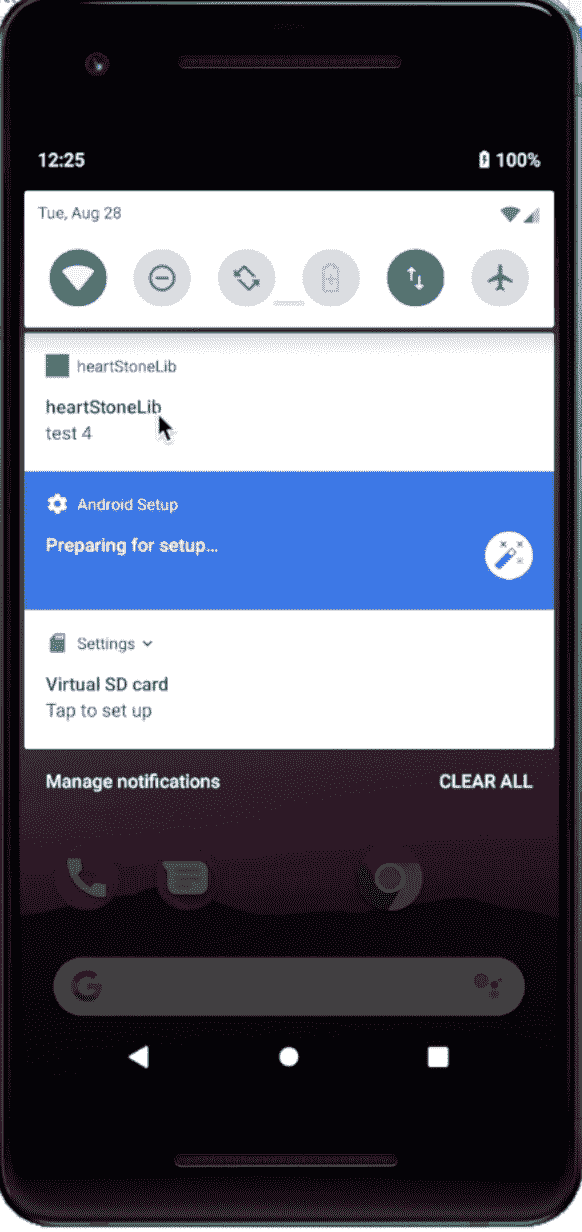 12:25
100%
Tue, Aug 28
heartStoneLib
heartStoneLib
test 4
Android Setup
Preparing for setup...
Settings
Virtual SD card
Tap to set up
Manage notifications
CLEAR ALL
G